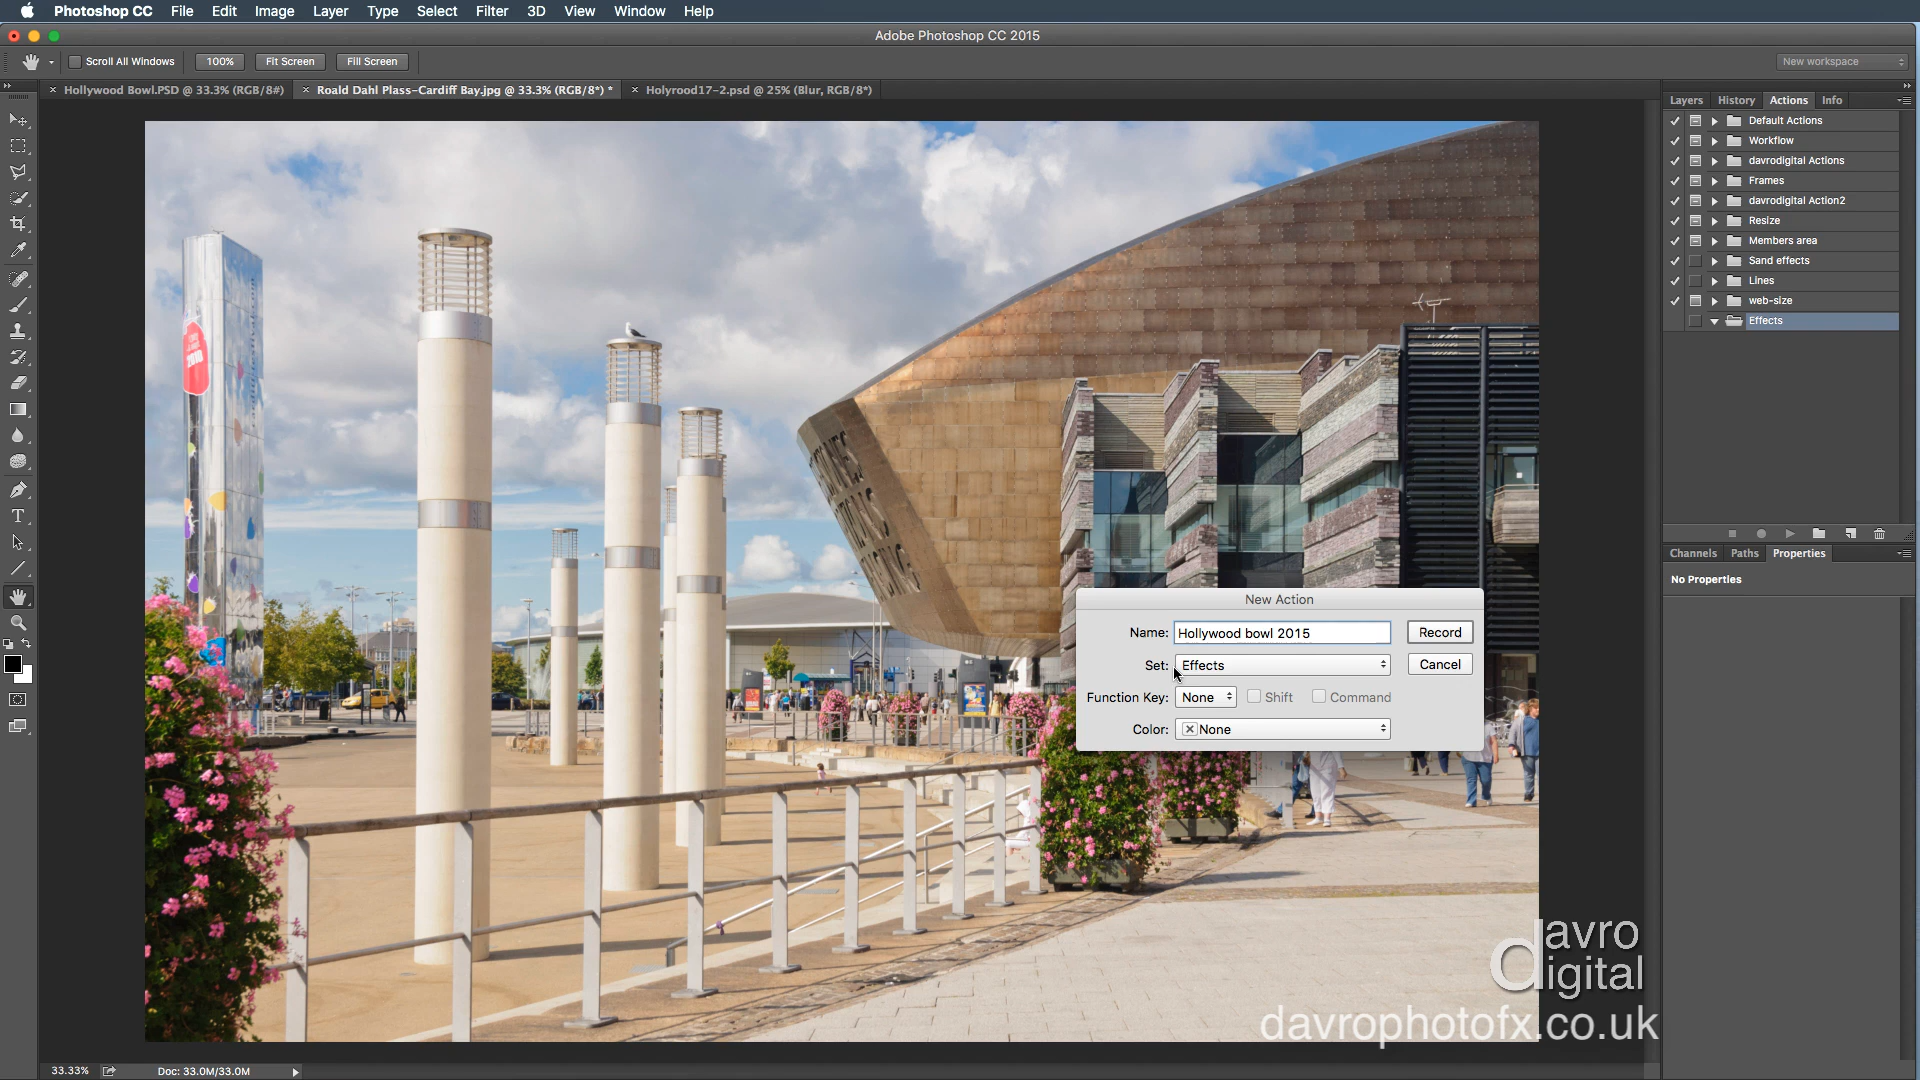 Photoshop CC File Edit Image Layer Type Select Filter 3D View Window Help
Adobe Photoshop CC 2015
Scroll All Windows 100% Fit Screen Fill Screen New workspace
× Hollywood Bowl.PSD @ 33.3% (RGB/8#) × Roald Dahl Plass-Cardiff Bay.jpg @ 33.3% (RGB/8*) * × Holyrood17-2.psd @ 25% (Blur, RGB/8*)
Layers History Actions Info
Default Actions
Workflow
davrodigital Actions
Frames
davrodigital Action2
Resize
Members area
Sand effects
Lines
web-size
Effects
Channels Paths Properties
No Properties
New Action
Name: Hollywood bowl 2015 Record
Set: Effects Cancel
Function Key: None Shift Command
Color: None
davro
digital
davrophotofx.co.uk
33.33% Doc: 33.0M/33.0M